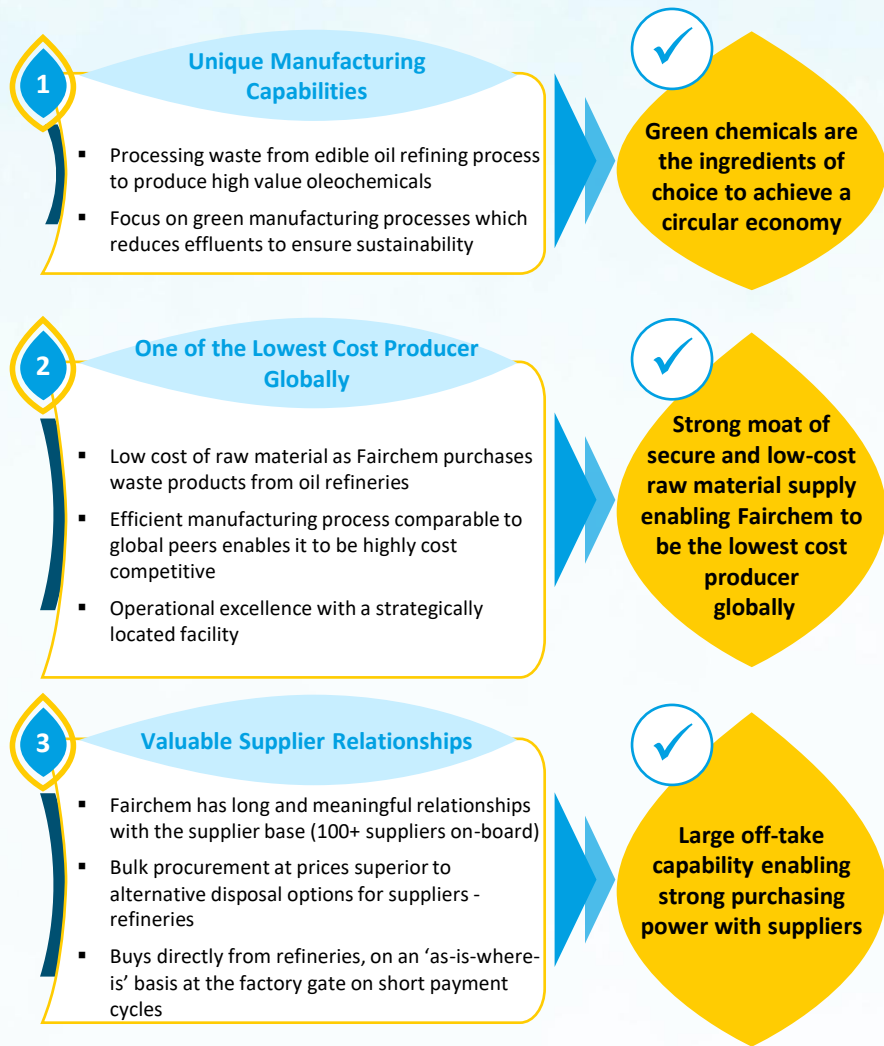 1
Unique Manufacturing
Capabilities
▪ Processing waste from edible oil refining process
to produce high value oleochemicals
▪ Focus on green manufacturing processes which
reduces effluents to ensure sustainability
Green chemicals are
the ingredients of
choice to achieve a
circular economy
2
One of the Lowest Cost Producer
Globally
▪ Low cost of raw material as Fairchem purchases
waste products from oil refineries
▪ Efficient manufacturing process comparable to
global peers enables it to be highly cost
competitive
▪ Operational excellence with a strategically
located facility
Strong moat of
secure and low-cost
raw material supply
enabling Fairchem to
be the lowest cost
producer
globally
3
Valuable Supplier Relationships
▪ Fairchem has long and meaningful relationships
with the supplier base (100+ suppliers on-board)
▪ Bulk procurement at prices superior to
alternative disposal options for suppliers -
refineries
▪ Buys directly from refineries, on an ‘as-is-where-
is’ basis at the factory gate on short payment
cycles
Large off-take
capability enabling
strong purchasing
power with suppliers